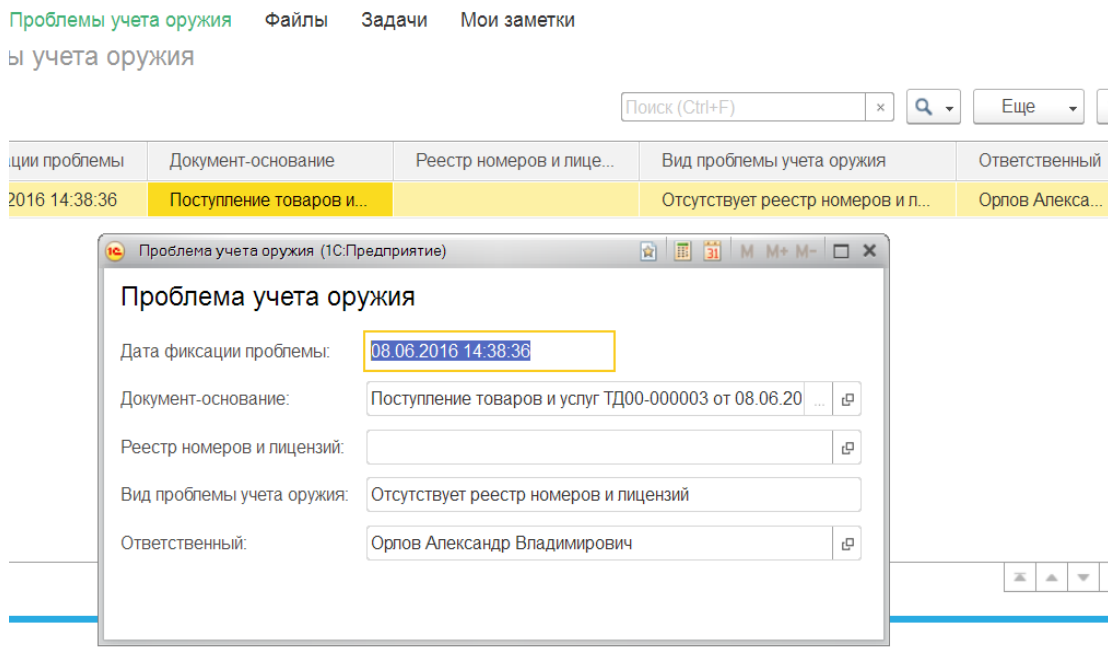 Проблемы учета оружия Файлы Задачи Мои заметки
ы учета оружия
Поиск (Ctrl+F) × Еще
ации проблемы Документ-основание Реестр номеров и лице... Вид проблемы учета оружия Ответственный
2016 14:38:36 Поступление товаров и... Отсутствует реестр номеров и л... Орлов Алекса...
1С Проблема учета оружия (1С:Предприятие) 31 M M+ M-
Проблема учета оружия
Дата фиксации проблемы: 08.06.2016 14:38:36
Документ-основание: Поступление товаров и услуг ТД00-000003 от 08.06.20 ...
Реестр номеров и лицензий:
Вид проблемы учета оружия: Отсутствует реестр номеров и лицензий
Ответственный: Орлов Александр Владимирович